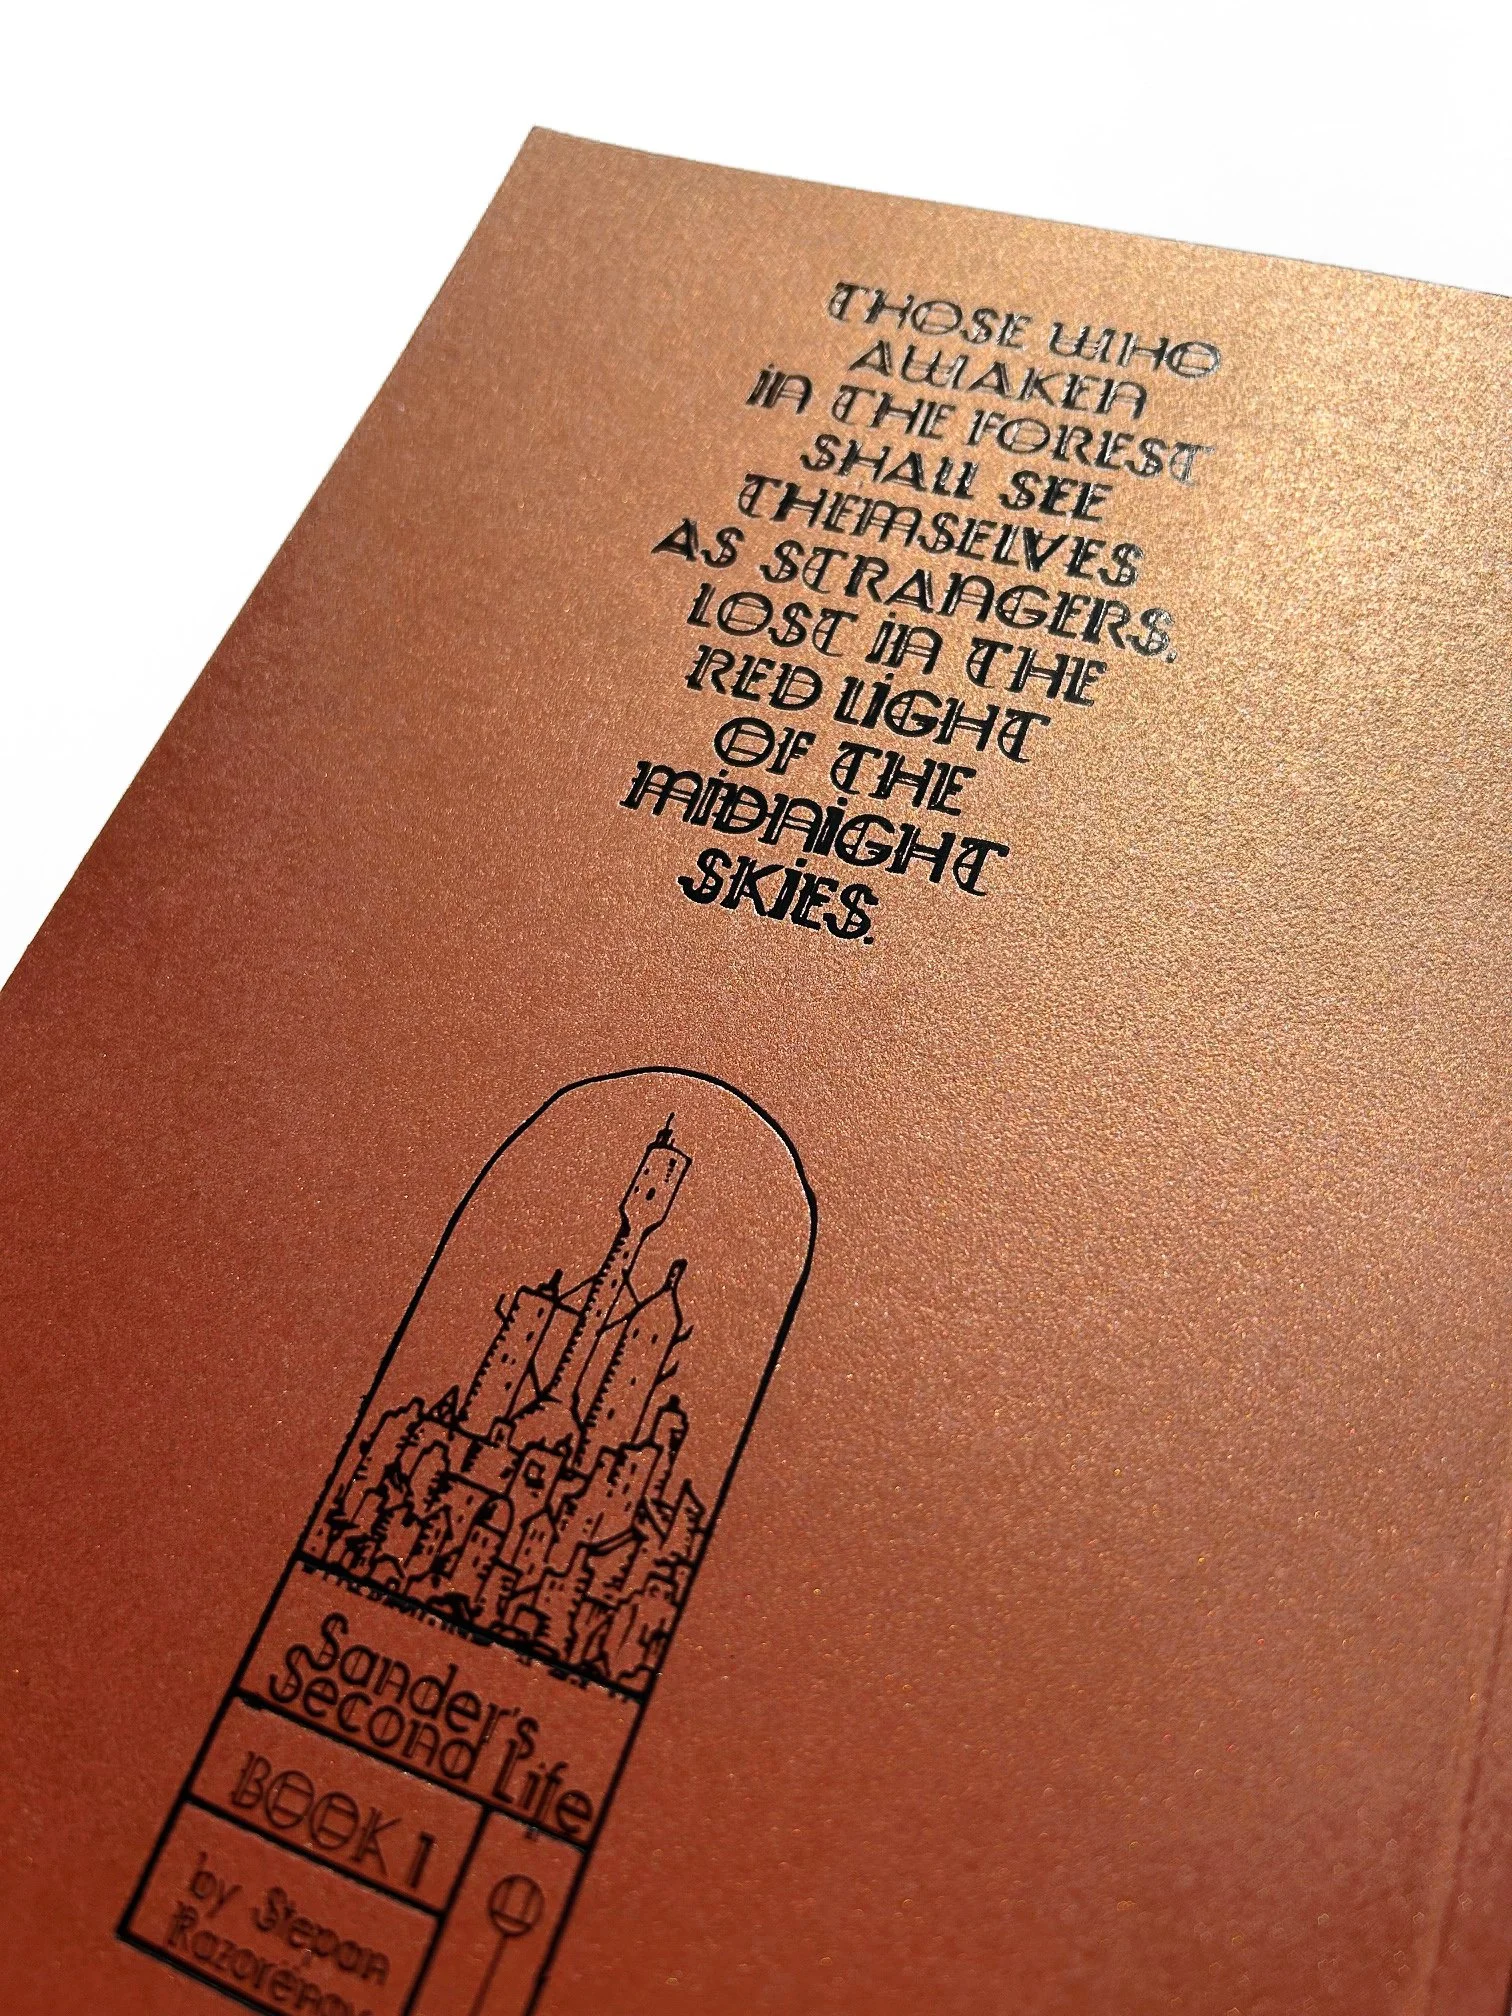 THOSE WHO
AWAKEN
IN THE FOREST
SHALL SEE
THEMSELVES
AS STRANGERS.
LOST IN THE
RED LIGHT
OF THE
MIDNIGHT
SKIES.
Sander's
Second Life
BOOK 1
by Stepan
Razorenov